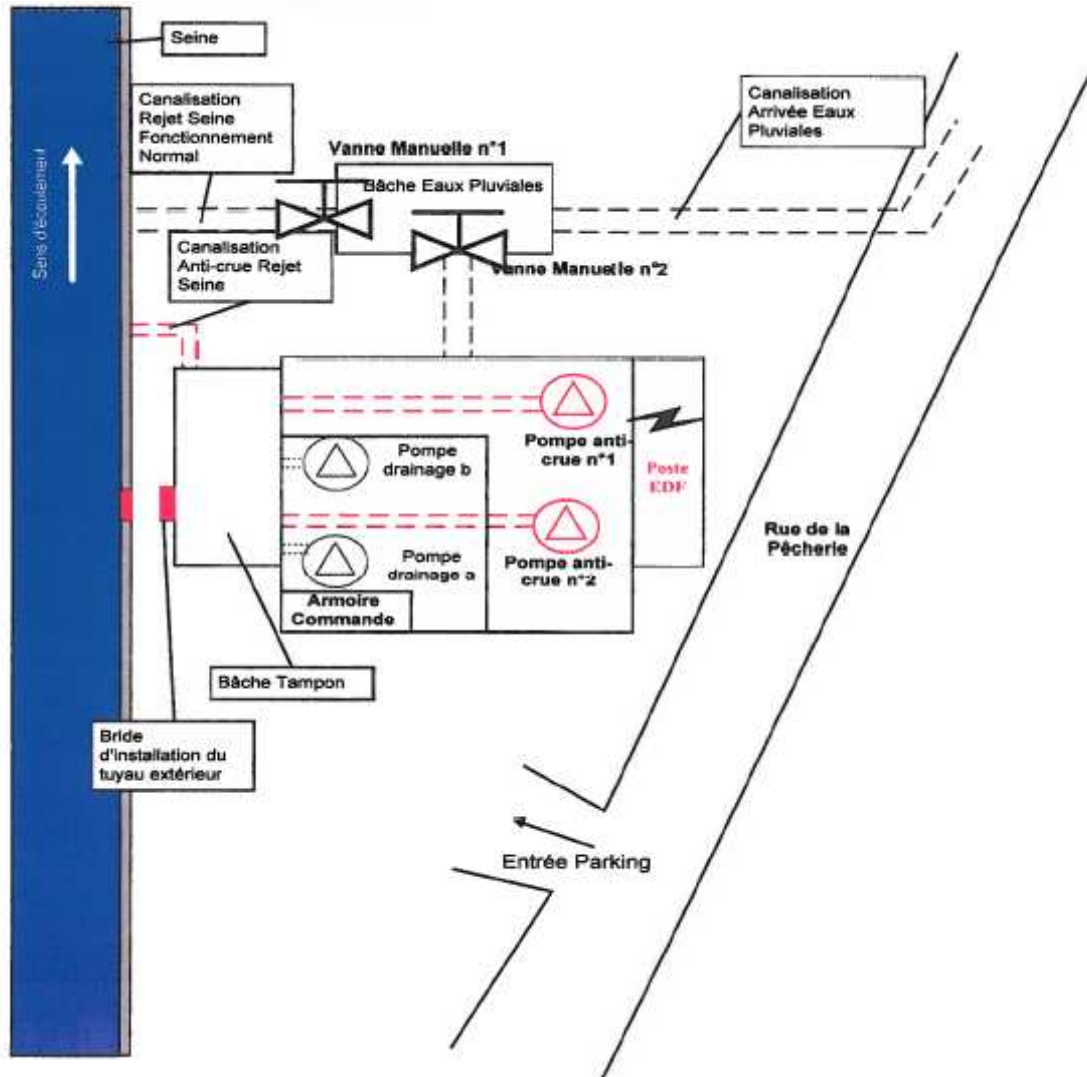 Seine
Canalisation
Rejet Seine
Fonctionnement
Normal
Canalisation
Arrivée Eaux
Pluviales
Vanne Manuelle n°1
Bâche Eaux Pluviales
Sens d'écoulement
Canalisation
Anti-crue Rejet
Seine
Vanne Manuelle n°2
Pompe anti-
crue n°1
Pompe
drainage b
Poste
EDF
Rue de la
Pêcherie
Pompe
drainage a
Pompe anti-
crue n°2
Armoire
Commande
Bâche Tampon
Bride
d'installation du
tuyau extérieur
Entrée Parking